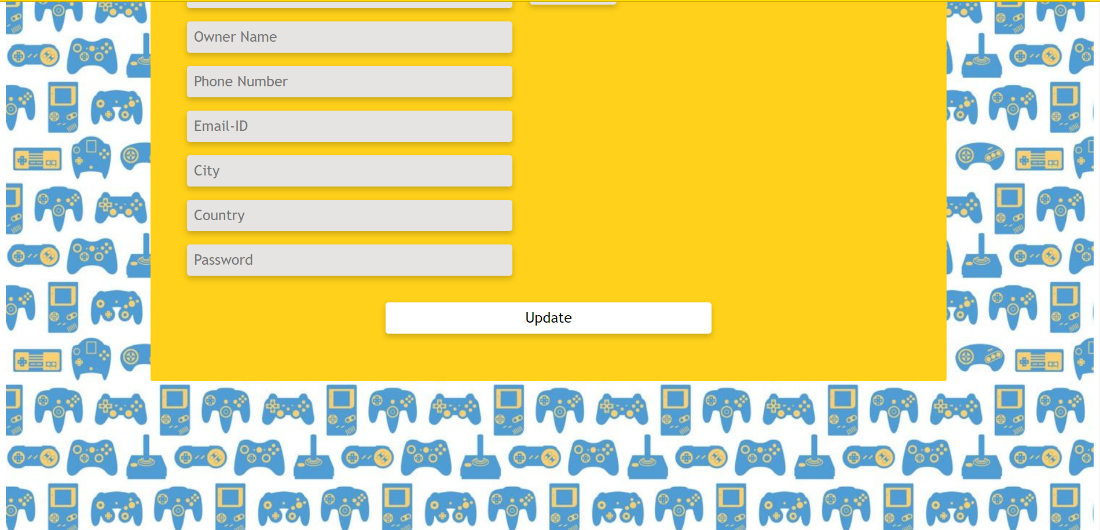 Owner Name
Phone Number
Email-ID
City
Country
Password
Update